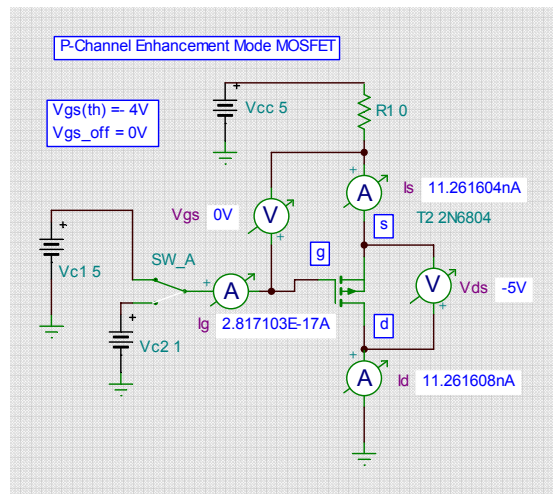 P-Channel Enhancement Mode MOSFET
Vgs(th) =- 4V
Vgs_off = 0V
+
Vcc 5
R1 0
+
A
Is 11.261604nA
T2 2N6804
Vgs 0V
V
+
s
+
Vc1 5
SW_A
+
A
g
+
V
Vds -5V
+
Vc2 1
Ig 2.817103E-17A
d
+
A
Id 11.261608nA